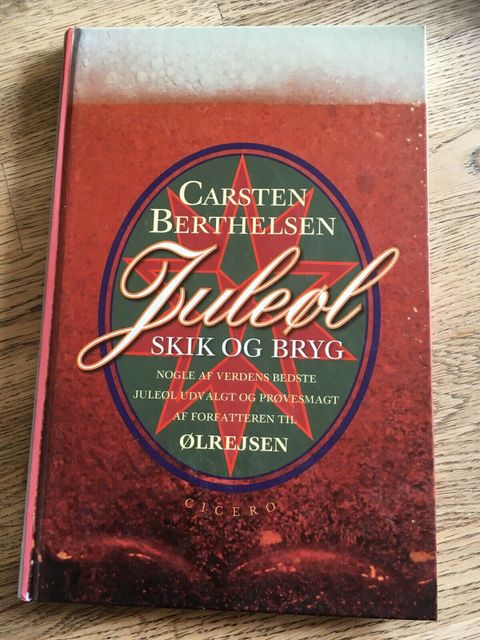 CARSTEN
BERTHELSEN
Juleøl
SKIK OG BRYG
NOGLE AF VERDENS BEDSTE
JULEØL UDVALGT OG PRØVESMAGT
AF FORFATTEREN TIL
ØLREJSEN
CICERO